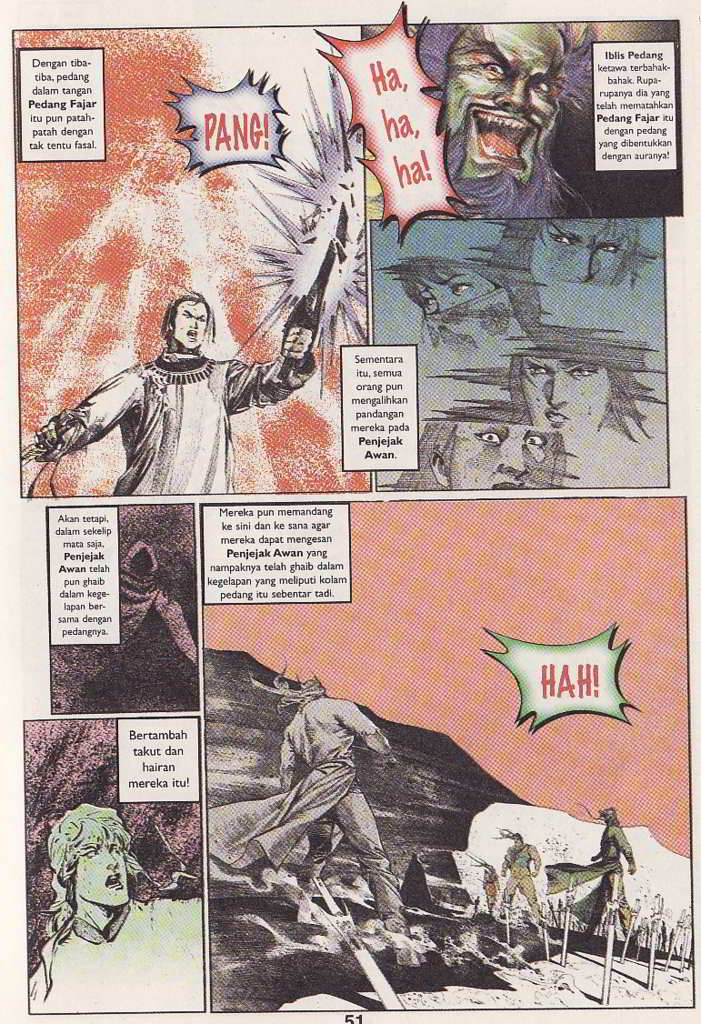 Dengan tiba-
tiba, pedang
dalam tangan
Pedang Fajar
itu pun patah-
patah dengan
tak tentu fasal.
PANG!
Ha,
ha,
ha!
Iblis Pedang
ketawa terbahak-
bahak. Rupa-
rupanya dia yang
telah mematahkan
Pedang Fajar itu
dengan pedang
yang dibentukkan
dengan auranya!
Sementara
itu, semua
orang pun
mengalihkan
pandangan
mereka pada
Penjejak
Awan.
Akan tetapi,
dalam sekelip
mata saja,
Penjejak
Awan telah
pun ghaib
dalam kege-
lapan ber-
sama dengan
pedangnya.
Mereka pun memandang
ke sini dan ke sana agar
mereka dapat mengesan
Penjejak Awan yang
nampaknya telah ghaib dalam
kegelapan yang meliputi kolam
pedang itu sebentar tadi.
HAH!
Bertambah
takut dan
hairan
mereka itu!
51